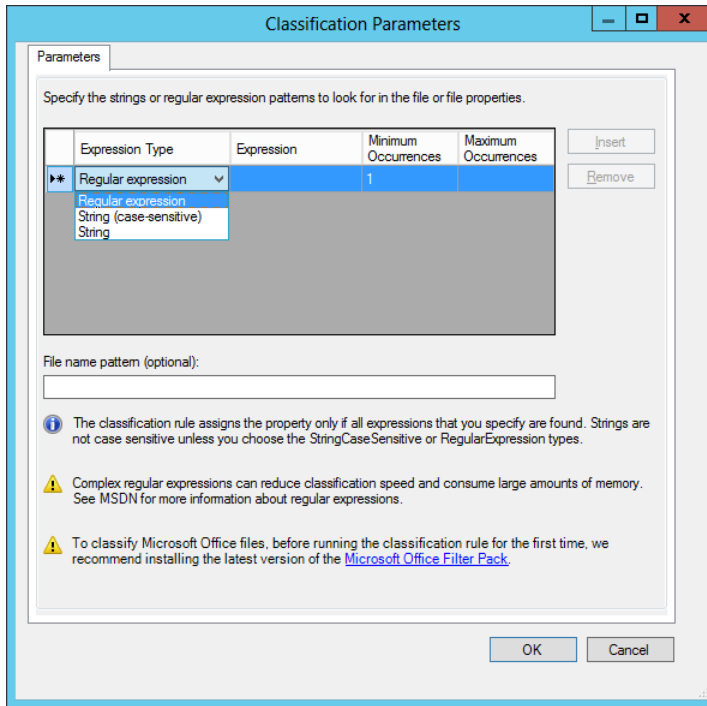 Classification Parameters
Parameters
Specify the strings or regular expression patterns to look for in the file or file properties.
Expression Type
Expression
Minimum
Occurrences
Maximum
Occurrences
Insert
Regular expression
1
Remove
Regular expression
String (case-sensitive)
String
File name pattern (optional):
The classification rule assigns the property only if all expressions that you specify are found. Strings are
not case sensitive unless you choose the StringCaseSensitive or RegularExpression types.
Complex regular expressions can reduce classification speed and consume large amounts of memory.
See MSDN for more information about regular expressions.
To classify Microsoft Office files, before running the classification rule for the first time, we
recommend installing the latest version of the Microsoft Office Filter Pack.
OK
Cancel